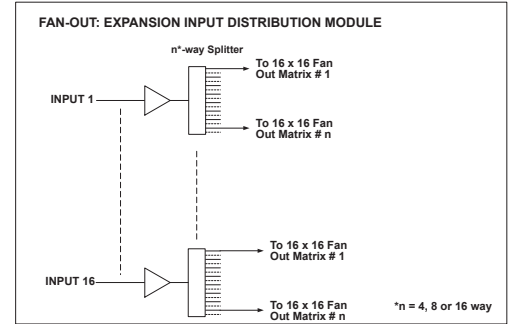 FAN-OUT: EXPANSION INPUT DISTRIBUTION MODULE
n*-way Splitter
To 16 x 16 Fan
Out Matrix # 1
INPUT 1
To 16 x 16 Fan
Out Matrix # n
To 16 x 16 Fan
Out Matrix # 1
INPUT 16
To 16 x 16 Fan
Out Matrix # n
*n = 4, 8 or 16 way